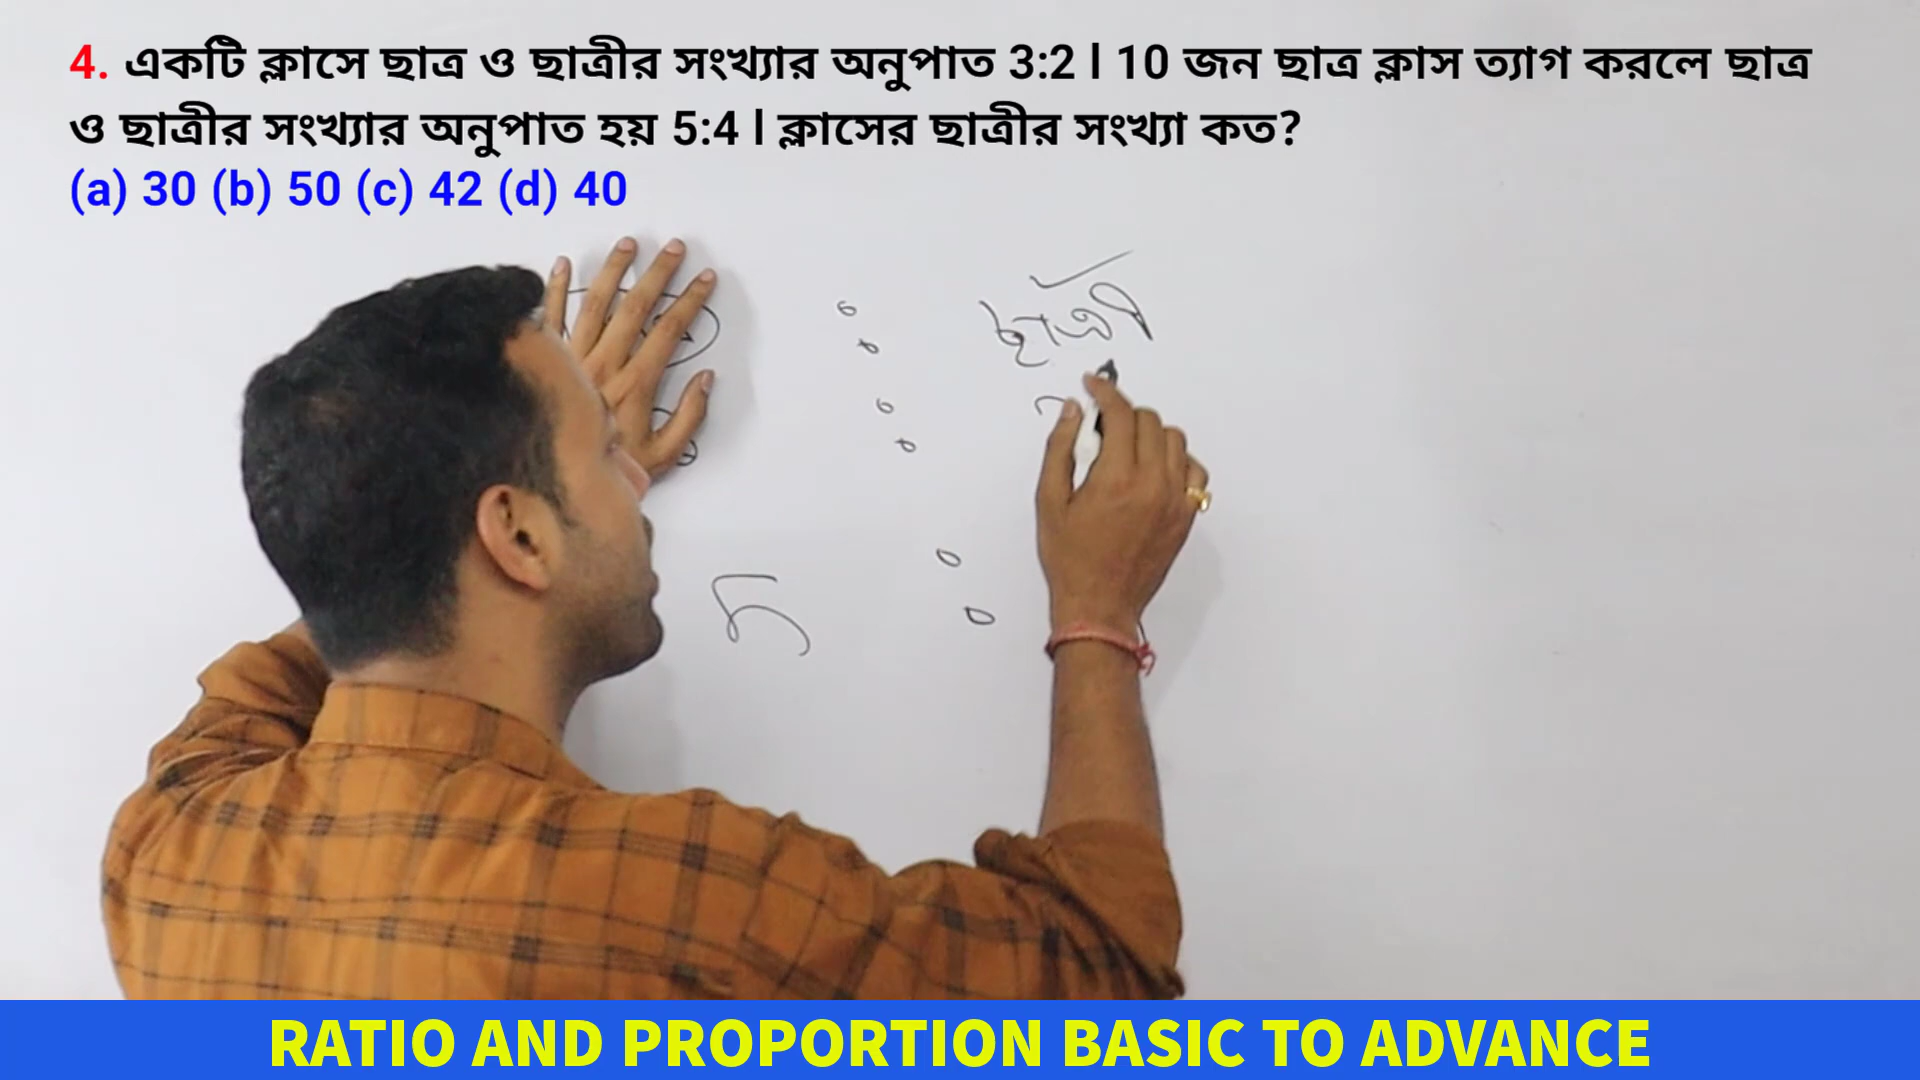 4. একটি ক্লাসে ছাত্র ও ছাত্রীর সংখ্যার অনুপাত 3:2 l 10 জন ছাত্র ক্লাস ত্যাগ করলে ছাত্র
ও ছাত্রীর সংখ্যার অনুপাত হয় 5:4 l ক্লাসের ছাত্রীর সংখ্যা কত?
(a) 30 (b) 50 (c) 42 (d) 40
ছাত্রী
RATIO AND PROPORTION BASIC TO ADVANCE